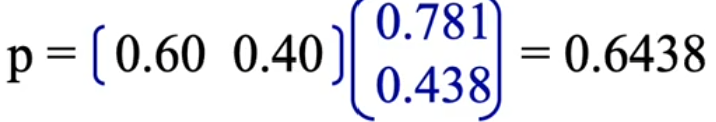 p = ( 0.60 0.40 ) ( 0.781 0.438 ) = 0.6438